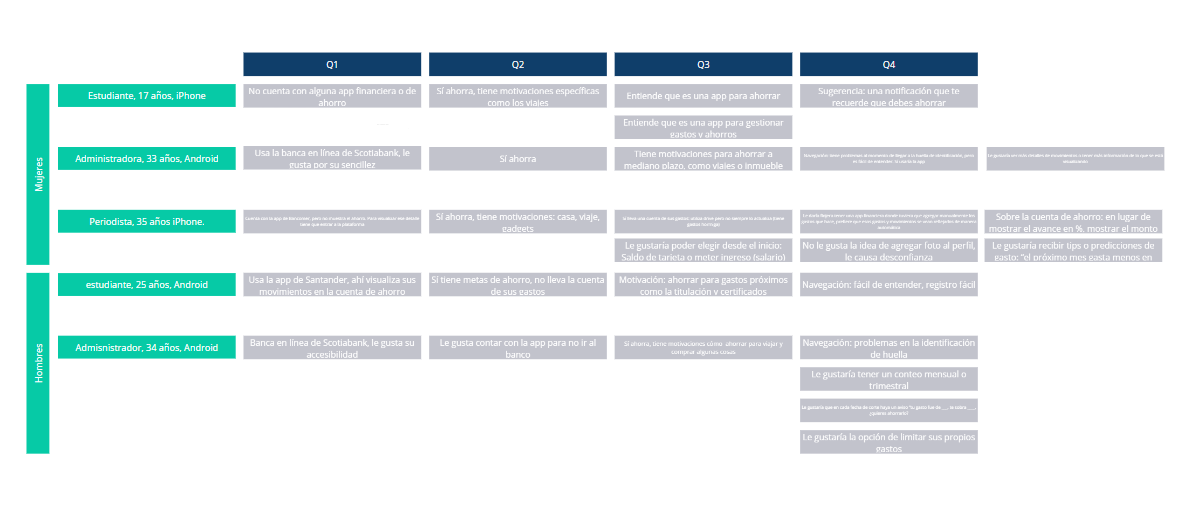 Q1
Q2
Q3
Q4
Mujeres
Estudiante, 17 años, iPhone
No cuenta con alguna app financiera o de
ahorro
Sí ahorra, tiene motivaciones específicas
como los viajes
Entiende que es una app para ahorrar
Sugerencia: una notificación que te
recuerde que debes ahorrar
Entiende que es una app para gestionar
gastos y ahorros
Administradora, 33 años, Android
Usa la banca en línea de Scotiabank, le
gusta por su sencillez
Sí ahorra
Tiene motivaciones para ahorrar a
mediano plazo, como viajes o inmueble
Periodista, 35 años iPhone.
Sí ahorra, tiene motivaciones: casa, viaje,
gadgets
Sobre la cuenta de ahorro: en lugar de
mostrar el avance en %, mostrar el monto
Le gustaría poder elegir desde el inicio:
Saldo de tarjeta o meter ingreso (salario)
No le gusta la idea de agregar foto al perfil,
le causa desconfianza
Le gustaría recibir tips o predicciones de
gasto: "el próximo mes gasta menos en
Hombres
estudiante, 25 años, Android
Usa la app de Santander, ahí visualiza sus
movimientos en la cuenta de ahorro
Sí tiene metas de ahorro, no lleva la cuenta
de sus gastos
Motivación: ahorrar para gastos próximos
como la titulación y certificados
Navegación: fácil de entender, registro fácil
Admisnistrador, 34 años, Android
Banca en línea de Scotiabank, le gusta su
accesibilidad
Le gusta contar con la app para no ir al
banco
Sí ahorra, tiene motivaciones cómo ahorrar para viajar y
comprar algunas cosas
Navegación: problemas en la identificación
de huella
Le gustaría tener un conteo mensual o
trimestral
Le gustaría la opción de limitar sus propios
gastos